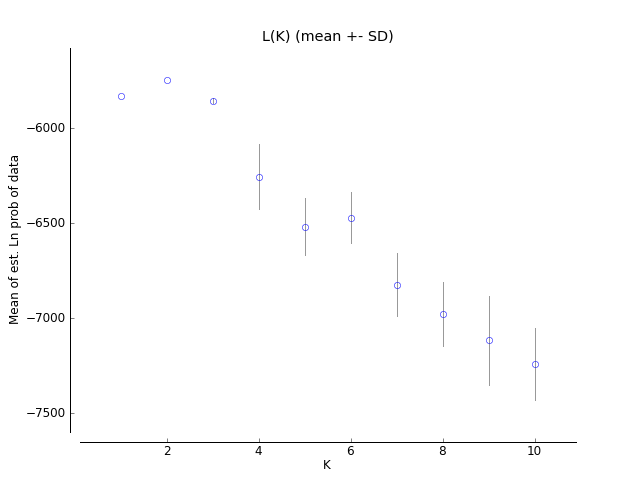 L(K) (mean +- SD)
Mean of est. Ln prob of data
−6000
−6500
−7000
−7500
2 4 6 8 10
K